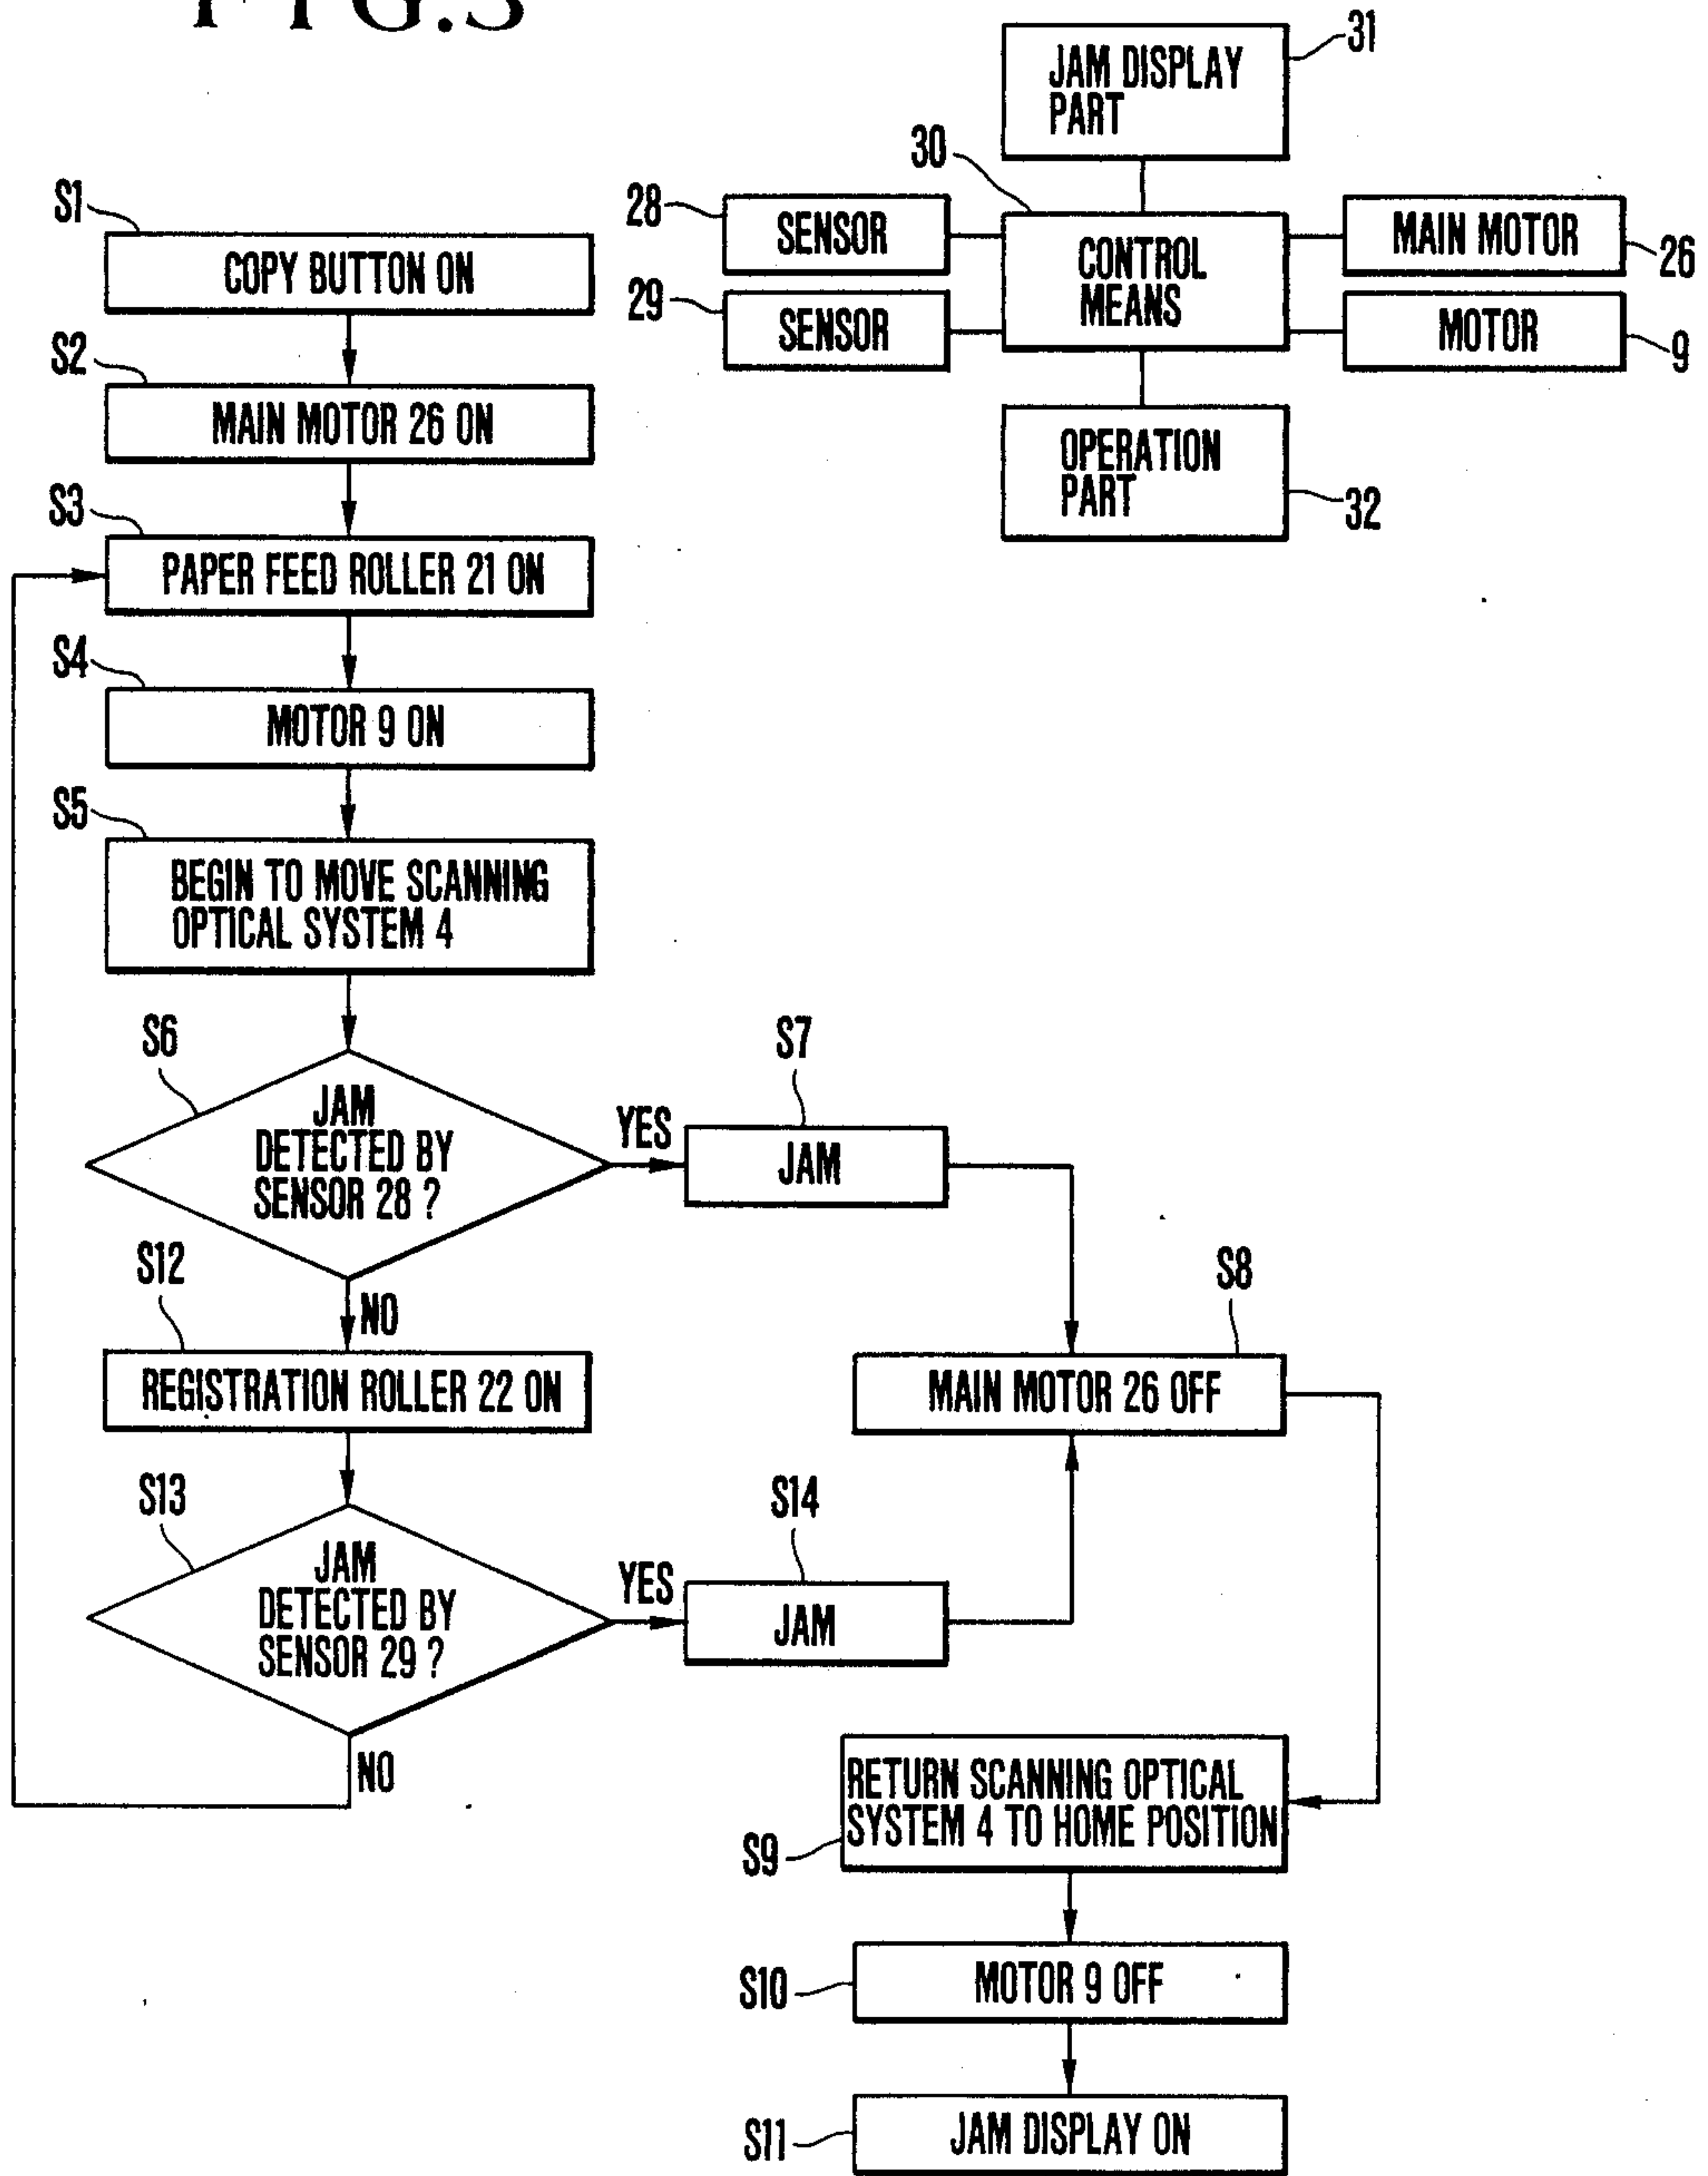 FIG.3
31
JAM DISPLAY
PART
30
28
SENSOR
29
SENSOR
CONTROL
MEANS
MAIN MOTOR
26
MOTOR
9
OPERATION
PART
32
S1
COPY BUTTON ON
S2
MAIN MOTOR 26 ON
S3
PAPER FEED ROLLER 21 ON
S4
MOTOR 9 ON
S5
BEGIN TO MOVE SCANNING
OPTICAL SYSTEM 4
S6
JAM
DETECTED BY
SENSOR 28 ?
YES
S7
JAM
NO
S12
REGISTRATION ROLLER 22 ON
S8
MAIN MOTOR 26 OFF
S13
JAM
DETECTED BY
SENSOR 29 ?
YES
S14
JAM
NO
S9
RETURN SCANNING OPTICAL
SYSTEM 4 TO HOME POSITION
S10
MOTOR 9 OFF
S11
JAM DISPLAY ON